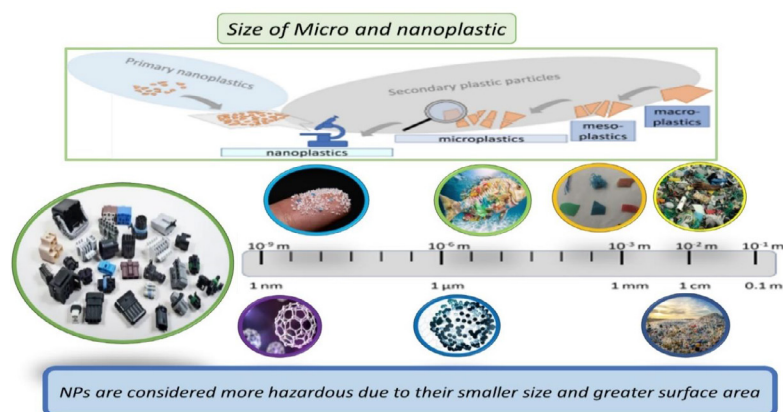 Size of Micro and nanoplastic
Primary nanoplastics
Secondary plastic particles
macro-
plastics
meso-
plastics
microplastics
nanoplastics
10⁻⁹ m 10⁻⁶ m 10⁻³ m 10⁻² m 10⁻¹ m
1 nm 1 µm 1 mm 1 cm 0.1 m
NPs are considered more hazardous due to their smaller size and greater surface area